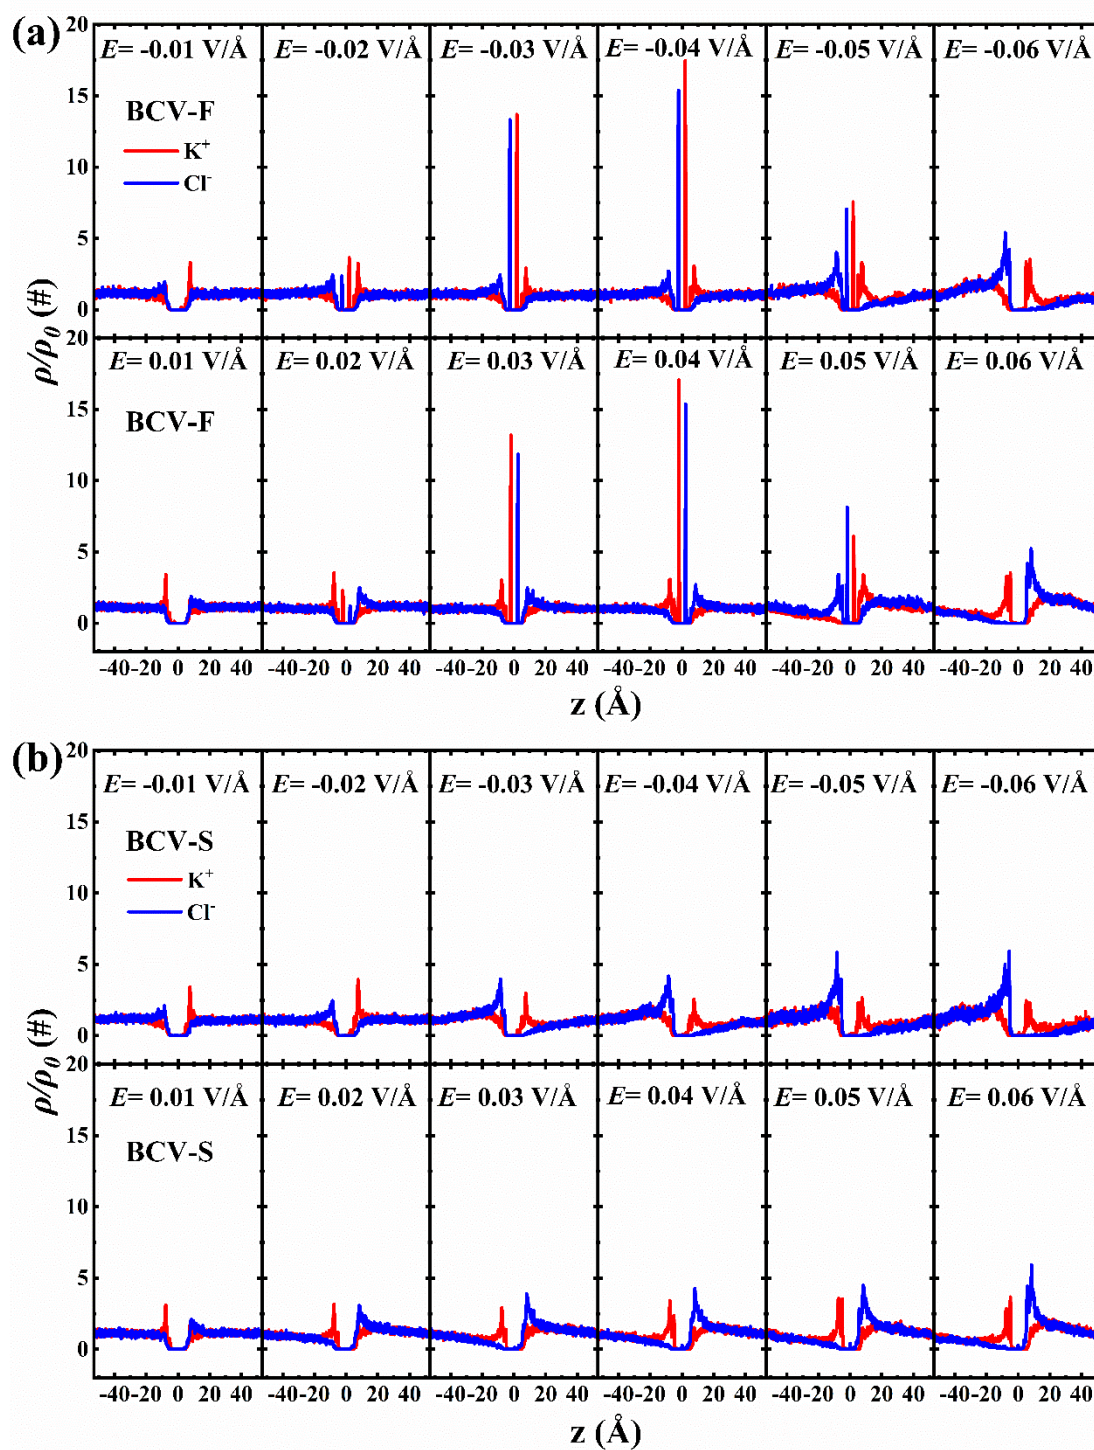 (a)
20
E= -0.01 V/Å E= -0.02 V/Å E= -0.03 V/Å E= -0.04 V/Å E= -0.05 V/Å E= -0.06 V/Å
15
BCV-F
K+
Cl-
10
5
0
20
E= 0.01 V/Å E= 0.02 V/Å E= 0.03 V/Å E= 0.04 V/Å E= 0.05 V/Å E= 0.06 V/Å
BCV-F
15
10
5
0
ρ/ρ0 (#)
-40 -20 0 20 40 -40 -20 0 20 40 -40 -20 0 20 40 -40 -20 0 20 40 -40 -20 0 20 40 -40 -20 0 20 40
z (Å)
(b)
20
E= -0.01 V/Å E= -0.02 V/Å E= -0.03 V/Å E= -0.04 V/Å E= -0.05 V/Å E= -0.06 V/Å
15
BCV-S
K+
Cl-
10
5
0
20
E= 0.01 V/Å E= 0.02 V/Å E= 0.03 V/Å E= 0.04 V/Å E= 0.05 V/Å E= 0.06 V/Å
15
BCV-S
10
5
0
ρ/ρ0 (#)
-40 -20 0 20 40 -40 -20 0 20 40 -40 -20 0 20 40 -40 -20 0 20 40 -40 -20 0 20 40 -40 -20 0 20 40
z (Å)